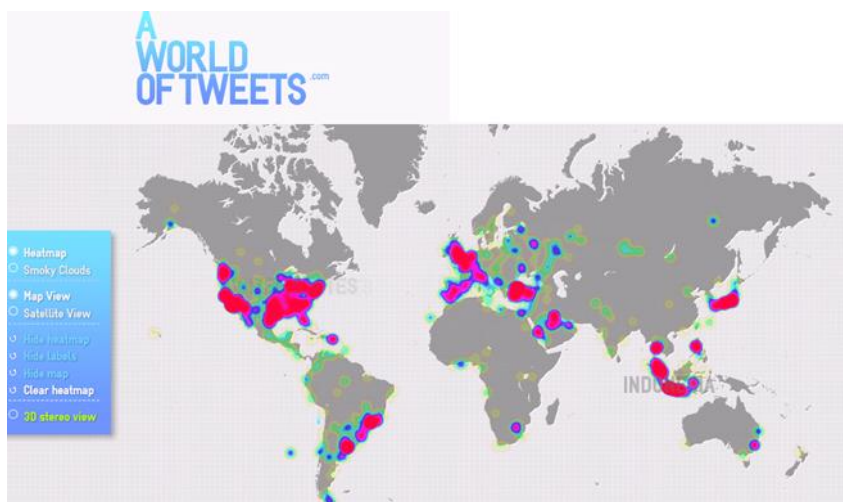 A
WORLD
OF TWEETS .com
Heatmap
Smoky Clouds
Map View
Satellite View
Hide heatmap
Hide labels
Hide map
Clear heatmap
3D stereo view
INDONESIA